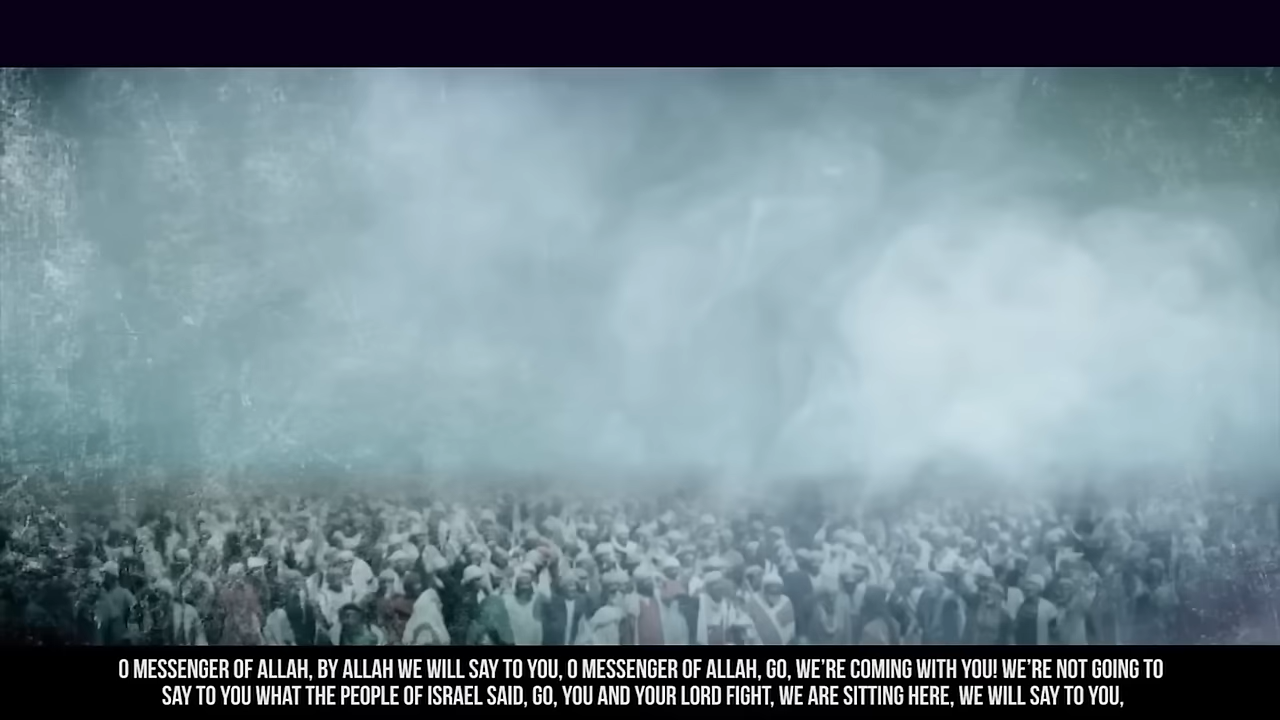 O MESSENGER OF ALLAH, BY ALLAH WE WILL SAY TO YOU, O MESSENGER OF ALLAH, GO, WE'RE COMING WITH YOU! WE'RE NOT GOING TO
SAY TO YOU WHAT THE PEOPLE OF ISRAEL SAID, GO, YOU AND YOUR LORD FIGHT, WE ARE SITTING HERE, WE WILL SAY TO YOU,